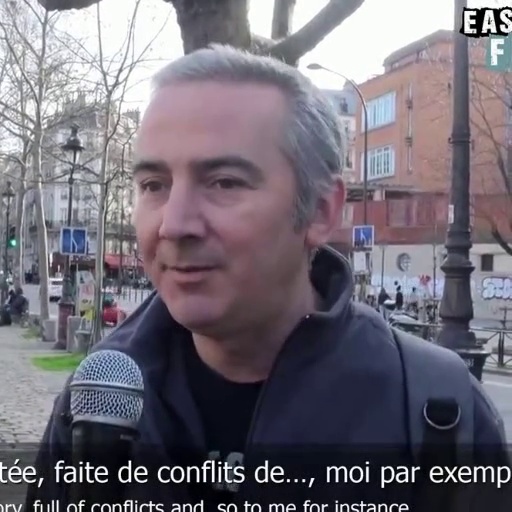 EAS
F
tée, faite de conflits de..., moi par exemp
ory, full of conflicts and, so to me for instance